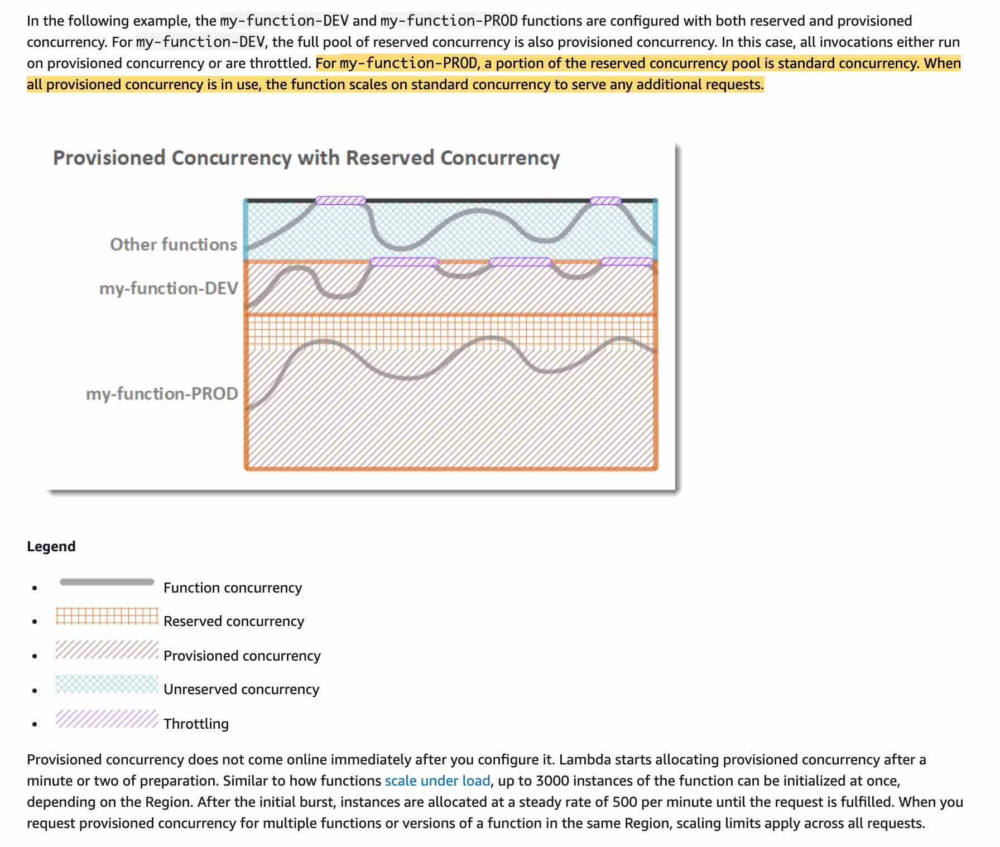 In the following example, the my-function-DEV and my-function-PROD functions are configured with both reserved and provisioned
concurrency. For my-function-DEV, the full pool of reserved concurrency is also provisioned concurrency. In this case, all invocations either run
on provisioned concurrency or are throttled. For my-function-PROD, a portion of the reserved concurrency pool is standard concurrency. When
all provisioned concurrency is in use, the function scales on standard concurrency to serve any additional requests.
Provisioned Concurrency with Reserved Concurrency
Other functions
my-function-DEV
my-function-PROD
Legend
Function concurrency
Reserved concurrency
Provisioned concurrency
Unreserved concurrency
Throttling
Provisioned concurrency does not come online immediately after you configure it. Lambda starts allocating provisioned concurrency after a
minute or two of preparation. Similar to how functions scale under load, up to 3000 instances of the function can be initialized at once,
depending on the Region. After the initial burst, instances are allocated at a steady rate of 500 per minute until the request is fulfilled. When you
request provisioned concurrency for multiple functions or versions of a function in the same Region, scaling limits apply across all requests.